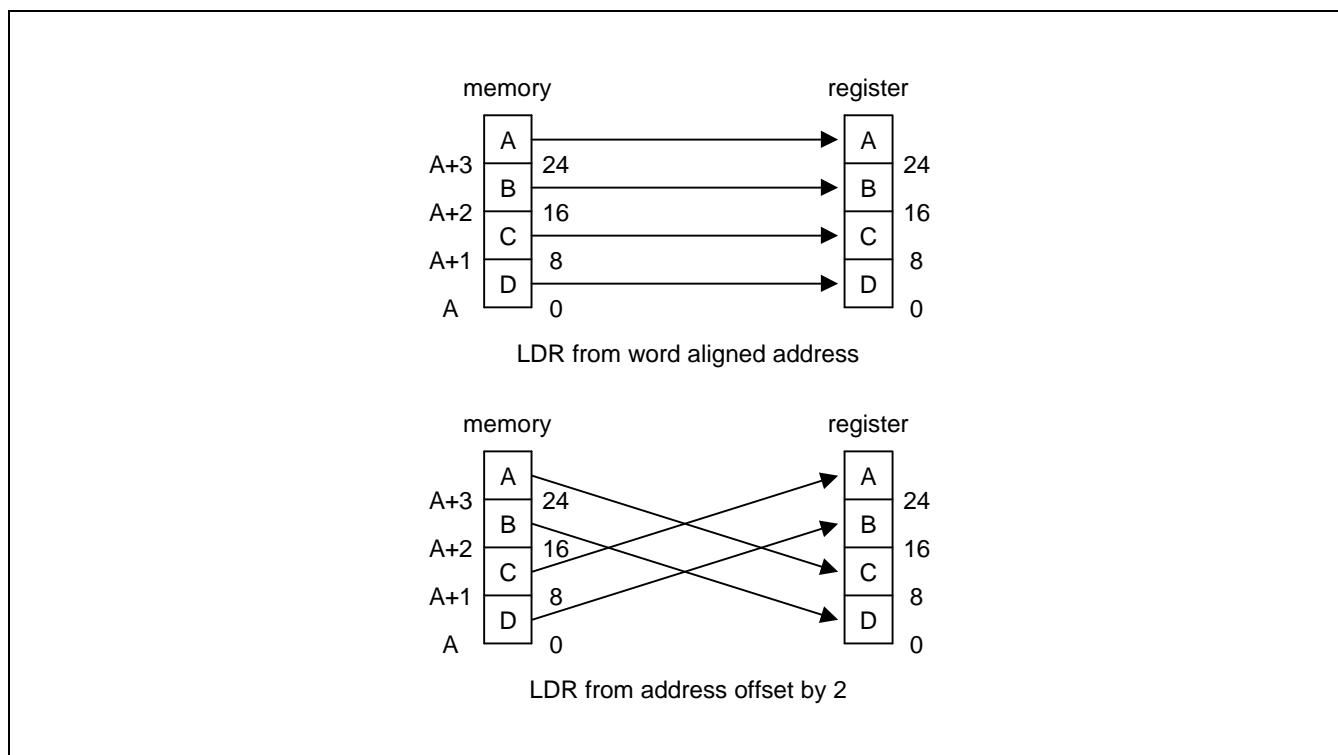 memory register
A A
A+3 24 24
B B
A+2 16 16
C C
A+1 8 8
D D
A 0 0
LDR from word aligned address
memory register
A A
A+3 24 24
B B
A+2 16 16
C C
A+1 8 8
D D
A 0 0
LDR from address offset by 2